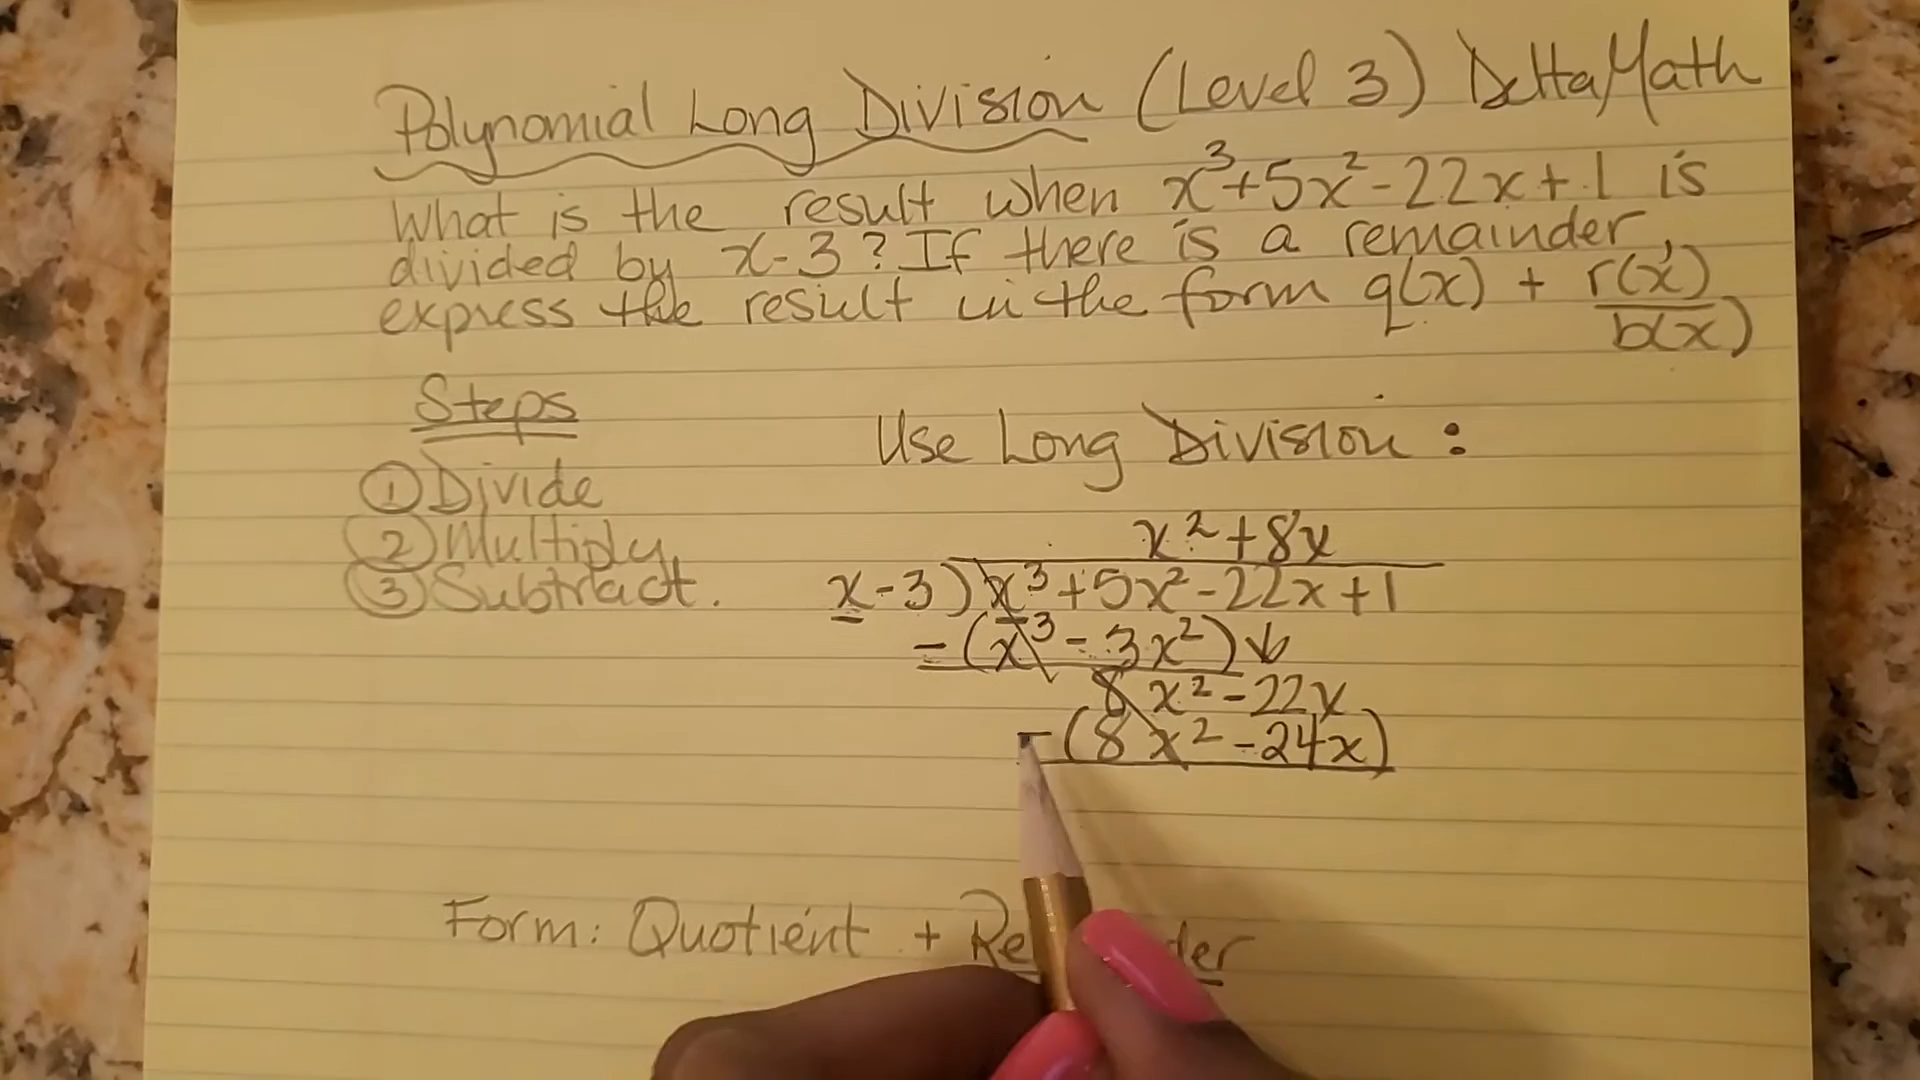 Polynomial Long Division (Level 3) DeltaMath
What is the result when x³+5x²-22x+1 is
divided by x-3? If there is a remainder,
express the result in the form q(x) + r(x)/b(x)
Steps
① Divide
② Multiply
③ Subtract.
Use Long Division:
x²+8x
x-3)x³+5x²-22x+1
-(x³-3x²)↓
8x²-22x
-(8x²-24x)
Form: Quotient +